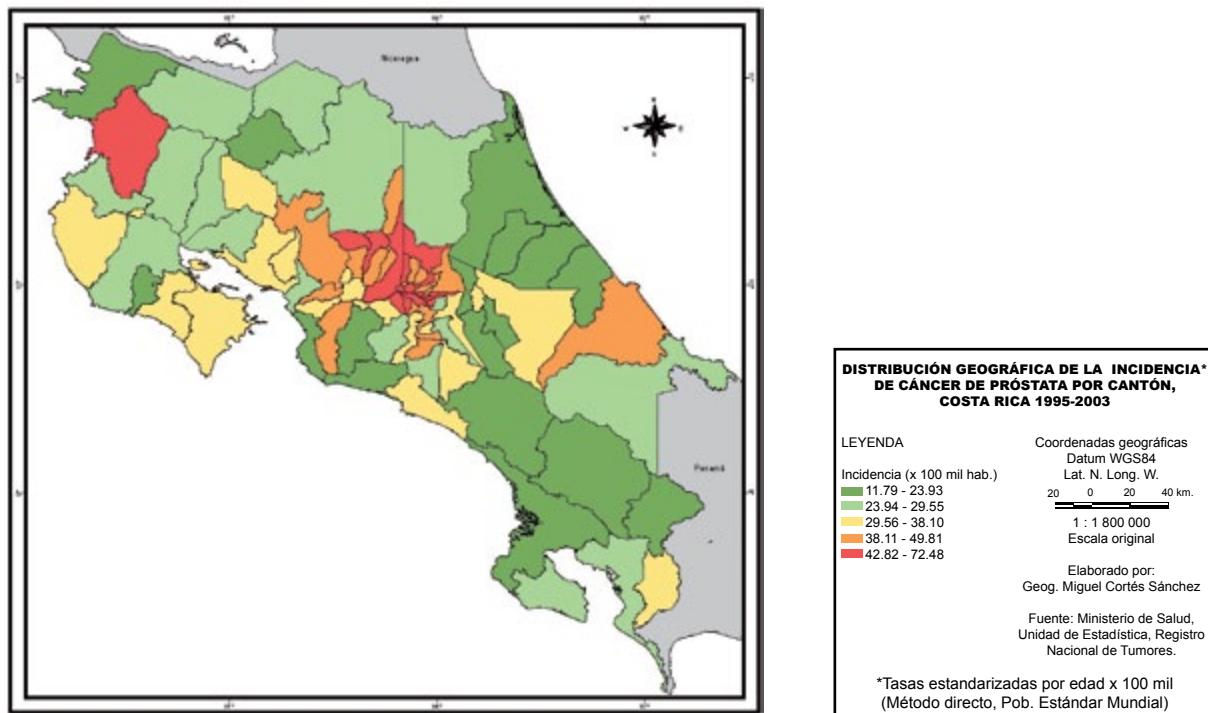 Nicaragua
N
W
E
S
Panamá
DISTRIBUCIÓN GEOGRÁFICA DE LA INCIDENCIA*
DE CÁNCER DE PRÓSTATA POR CANTÓN,
COSTA RICA 1995-2003
LEYENDA
Incidencia (x 100 mil hab.)
11.79 - 23.93
23.94 - 29.55
29.56 - 38.10
38.11 - 49.81
42.82 - 72.48
Coordenadas geográficas
Datum WGS84
Lat. N. Long. W.
20 0 20 40 km.
1 : 1 800 000
Escala original
Elaborado por:
Geog. Miguel Cortés Sánchez
Fuente: Ministerio de Salud,
Unidad de Estadística, Registro
Nacional de Tumores.
*Tasas estandarizadas por edad x 100 mil
(Método directo, Pob. Estándar Mundial)